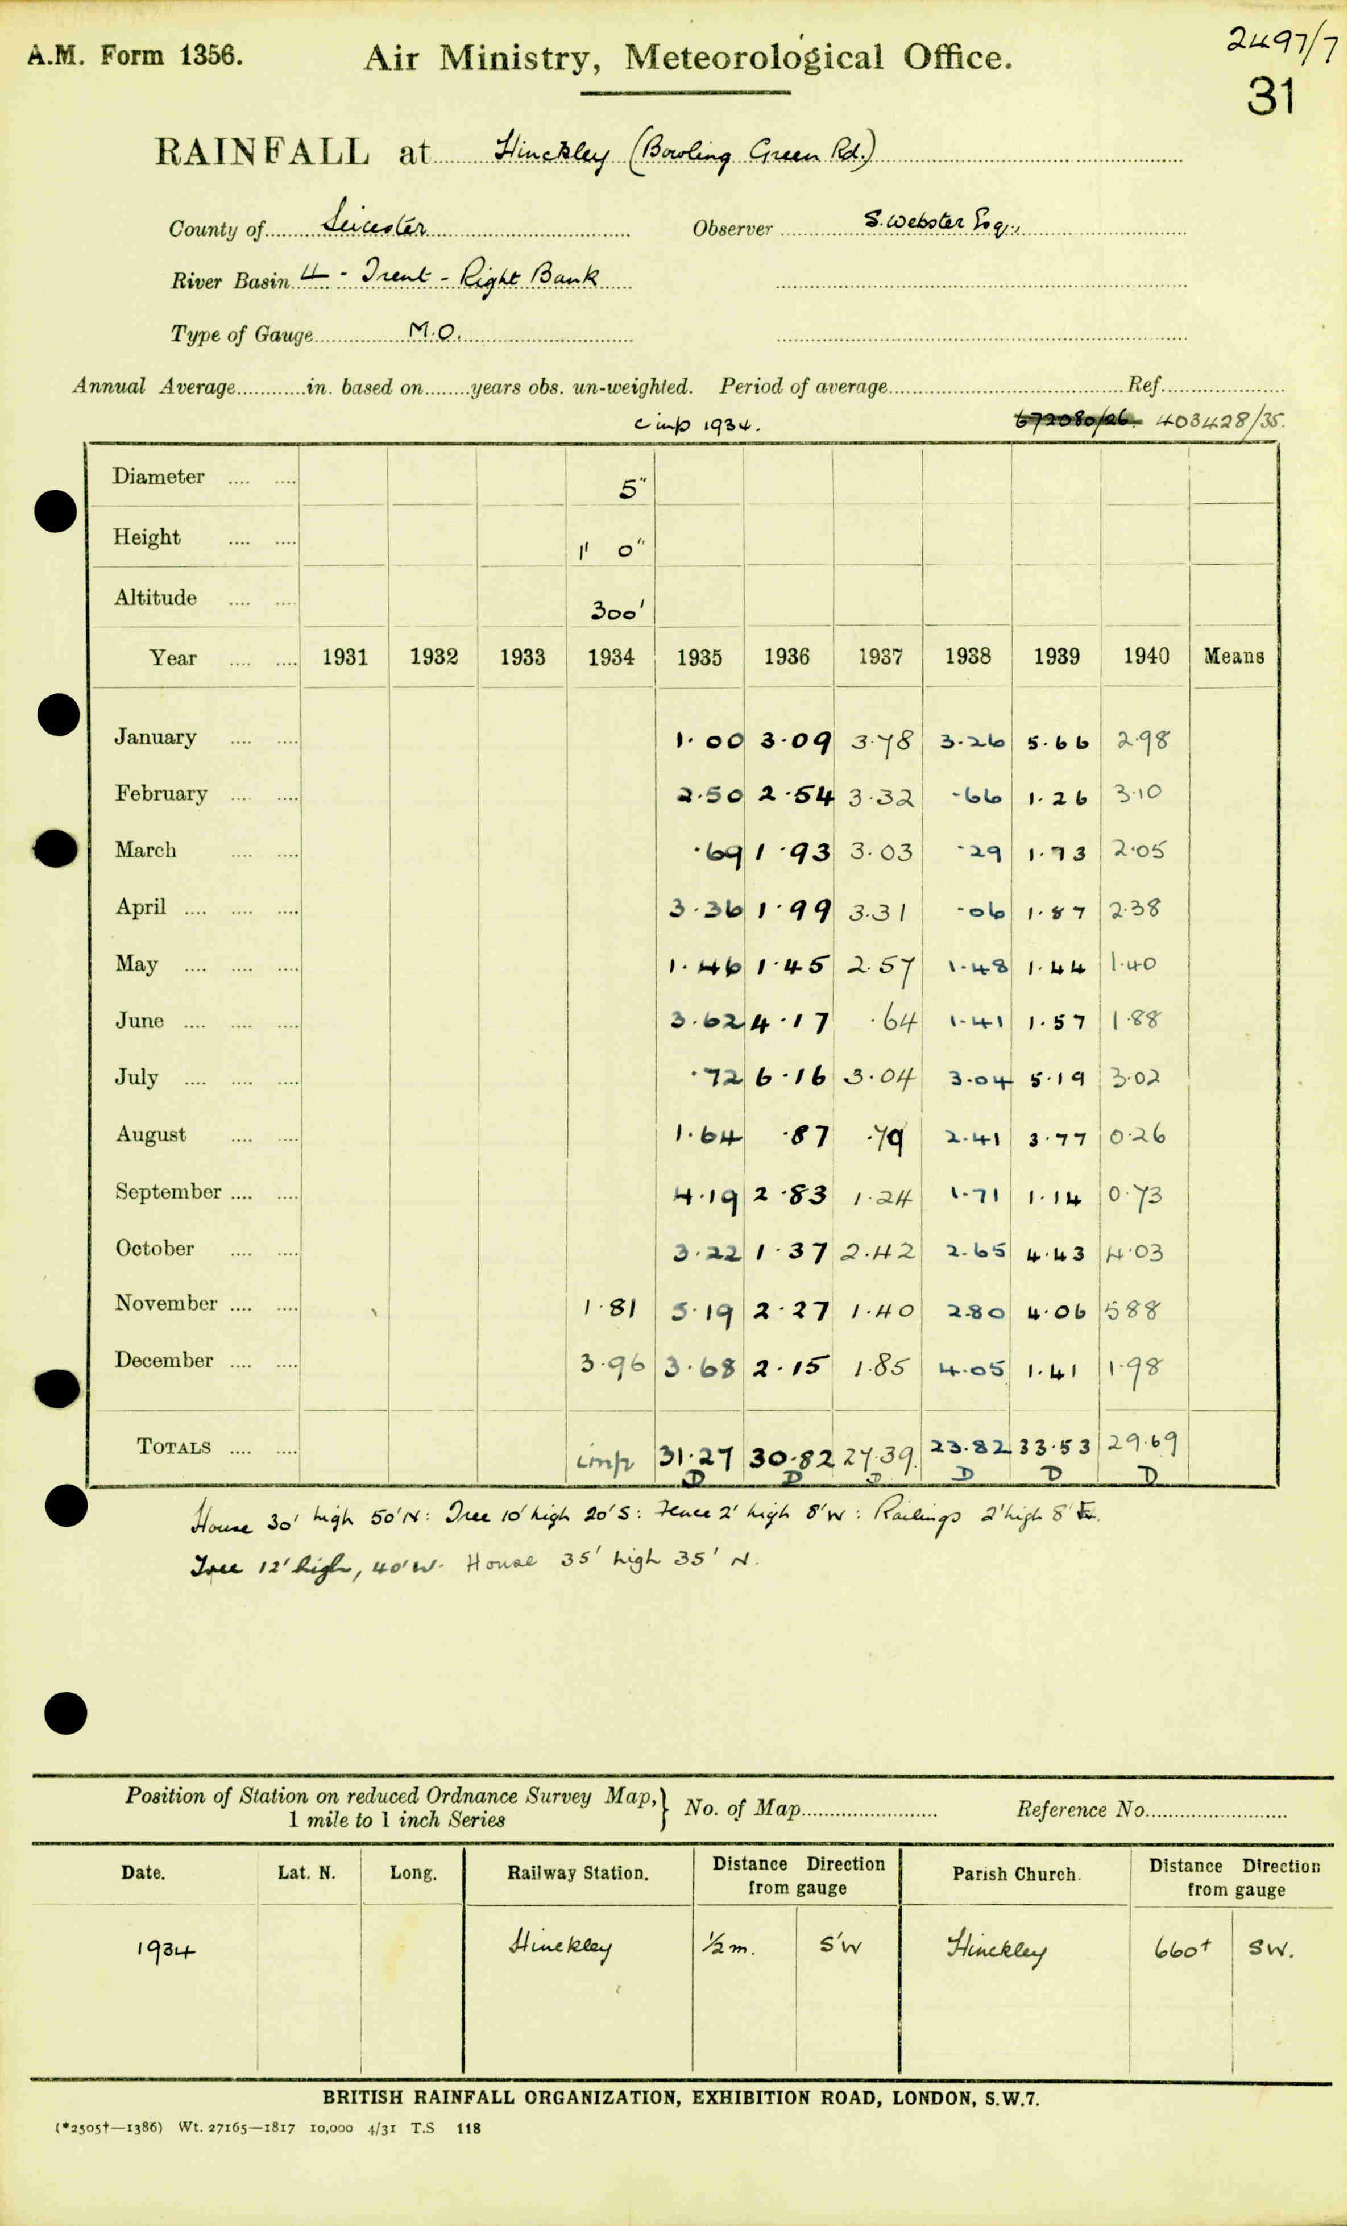 2497/7
A.M. Form 1356. Air Ministry, Meteorological Office.
31
RAINFALL at Hinckley (Bowling Green Rd.)
County of Leicester Observer S. Webster Esq.,
River Basin 4 - Trent - Right Bank
Type of Gauge M.O.
Annual Average in. based on years obs. un-weighted. Period of average Ref.
c imp 1934. 672080/26. 403428/35.
Diameter 5"
Height 1' 0"
Altitude 300'
Year 1931 1932 1933 1934 1935 1936 1937 1938 1939 1940 Means
January 1.00 3.09 3.78 3.26 5.66 2.98
February 2.50 2.54 3.32 .66 1.26 3.10
March .69 1.93 3.03 .29 1.73 2.05
April 3.36 1.99 3.31 .06 1.87 2.38
May 1.46 1.45 2.57 1.48 1.44 1.40
June 3.62 4.17 .64 1.41 1.57 1.88
July .72 6.16 3.04 3.04 5.19 3.02
August 1.64 .87 .79 2.41 3.77 0.26
September 4.19 2.83 1.24 1.71 1.14 0.73
October 3.22 1.37 2.42 2.65 4.43 4.03
November 1.81 5.19 2.27 1.40 2.80 4.06 5.88
December 3.96 3.68 2.15 1.85 4.05 1.41 1.98
TOTALS imp 31.27 30.82 27.39 23.82 33.53 29.69
D D D D D D
House 30' high 50'N: Tree 10' high 20'S: Fence 2' high 8'W: Railings 2' high 8' E.
Tree 12' high, 40'W. House 35' high 35' N.
Position of Station on reduced Ordnance Survey Map, 1 mile to 1 inch Series } No. of Map Reference No.
Date. Lat. N. Long. Railway Station. Distance Direction from gauge Parish Church. Distance Direction from gauge
1934 Hinckley ½m. S'W Hinckley 660+ SW.
BRITISH RAINFALL ORGANIZATION, EXHIBITION ROAD, LONDON, S.W.7.
(*2505†—1386) Wt. 27165—1817 10,000 4/31 T.S 118